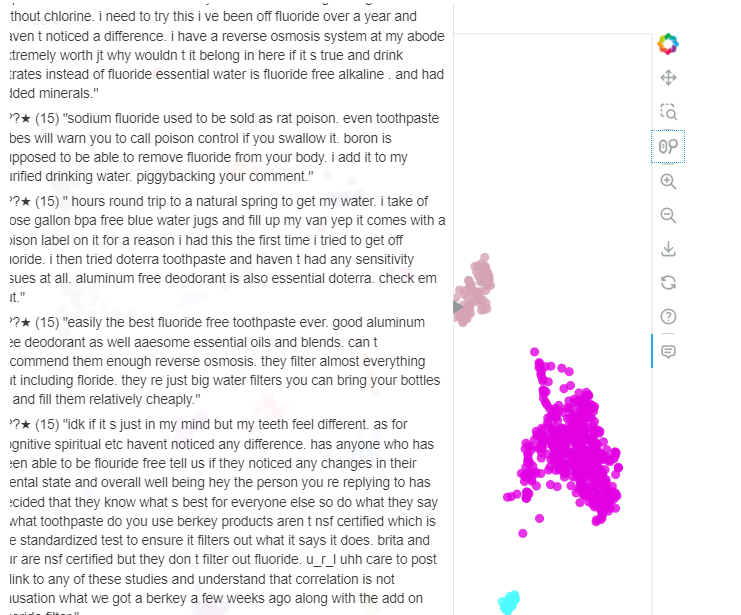 thout chlorine. i need to try this i ve been off fluoride over a year and
aven t noticed a difference. i have a reverse osmosis system at my abode
tremely worth jt why wouldn t it belong in here if it s true and drink
trates instead of fluoride essential water is fluoride free alkaline . and had
dded minerals."
??★ (15) "sodium fluoride used to be sold as rat poison. even toothpaste
bes will warn you to call poison control if you swallow it. boron is
pposed to be able to remove fluoride from your body. i add it to my
rified drinking water. piggybacking your comment."
??★ (15) " hours round trip to a natural spring to get my water. i take of
ose gallon bpa free blue water jugs and fill up my van yep it comes with a
ison label on it for a reason i had this the first time i tried to get off
uoride. i then tried doterra toothpaste and haven t had any sensitivity
sues at all. aluminum free deodorant is also essential doterra. check em
ut."
??★ (15) "easily the best fluoride free toothpaste ever. good aluminum
ee deodorant as well aaesome essential oils and blends. can t
commend them enough reverse osmosis. they filter almost everything
ut including floride. they re just big water filters you can bring your bottles
and fill them relatively cheaply."
??★ (15) "idk if it s just in my mind but my teeth feel different. as for
gnitive spiritual etc havent noticed any difference. has anyone who has
een able to be flouride free tell us if they noticed any changes in their
ental state and overall well being hey the person you re replying to has
ecided that they know what s best for everyone else so do what they say
what toothpaste do you use berkey products aren t nsf certified which is
e standardized test to ensure it filters out what it says it does. brita and
ur are nsf certified but they don t filter out fluoride. u_r_l uhh care to post
link to any of these studies and understand that correlation is not
usation what we got a berkey a few weeks ago along with the add on